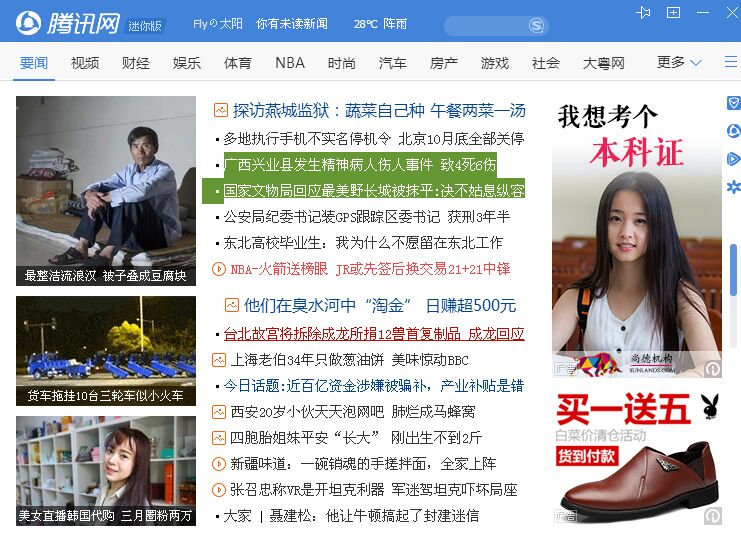 腾讯网 迷你版 Fly の太阳 你有未读新闻 28℃ 阵雨
要闻 视频 财经 娱乐 体育 NBA 时尚 汽车 房产 游戏 社会 大粤网 更多
最整洁流浪汉 被子叠成豆腐块
货车拖挂10台三轮车似小火车
美女直播韩国代购 三月圈粉两万
探访燕城监狱：蔬菜自己种 午餐两菜一汤
多地执行手机不实名停机令 北京10月底全部关停
广西兴业县发生精神病人伤人事件 致4死6伤
国家文物局回应最美野长城被抹平:决不姑息纵容
公安局纪委书记装GPS跟踪区委书记 获刑3年半
东北高校毕业生：我为什么不愿留在东北工作
NBA-火箭送榜眼 JR或先签后换交易21+21中锋
他们在臭水河中“淘金” 日赚超500元
台北故宫将拆除成龙所捐12兽首复制品 成龙回应
上海老伯34年只做葱油饼 美味惊动BBC
今日话题:近百亿资金涉嫌被骗补，产业补贴是错
西安20岁小伙天天泡网吧 肺烂成马蜂窝
四胞胎姐妹平安“长大” 刚出生不到2斤
新疆味道：一碗销魂的手搓拌面，全家上阵
张召忠称VR是开坦克利器 军迷驾坦克吓坏局座
大家 | 聂建松：他让牛顿搞起了封建迷信
我想考个
本科证
广告
尚德机构
SUNLANDS.COM
买一送五
白菜价清仓活动
货到付款
广告